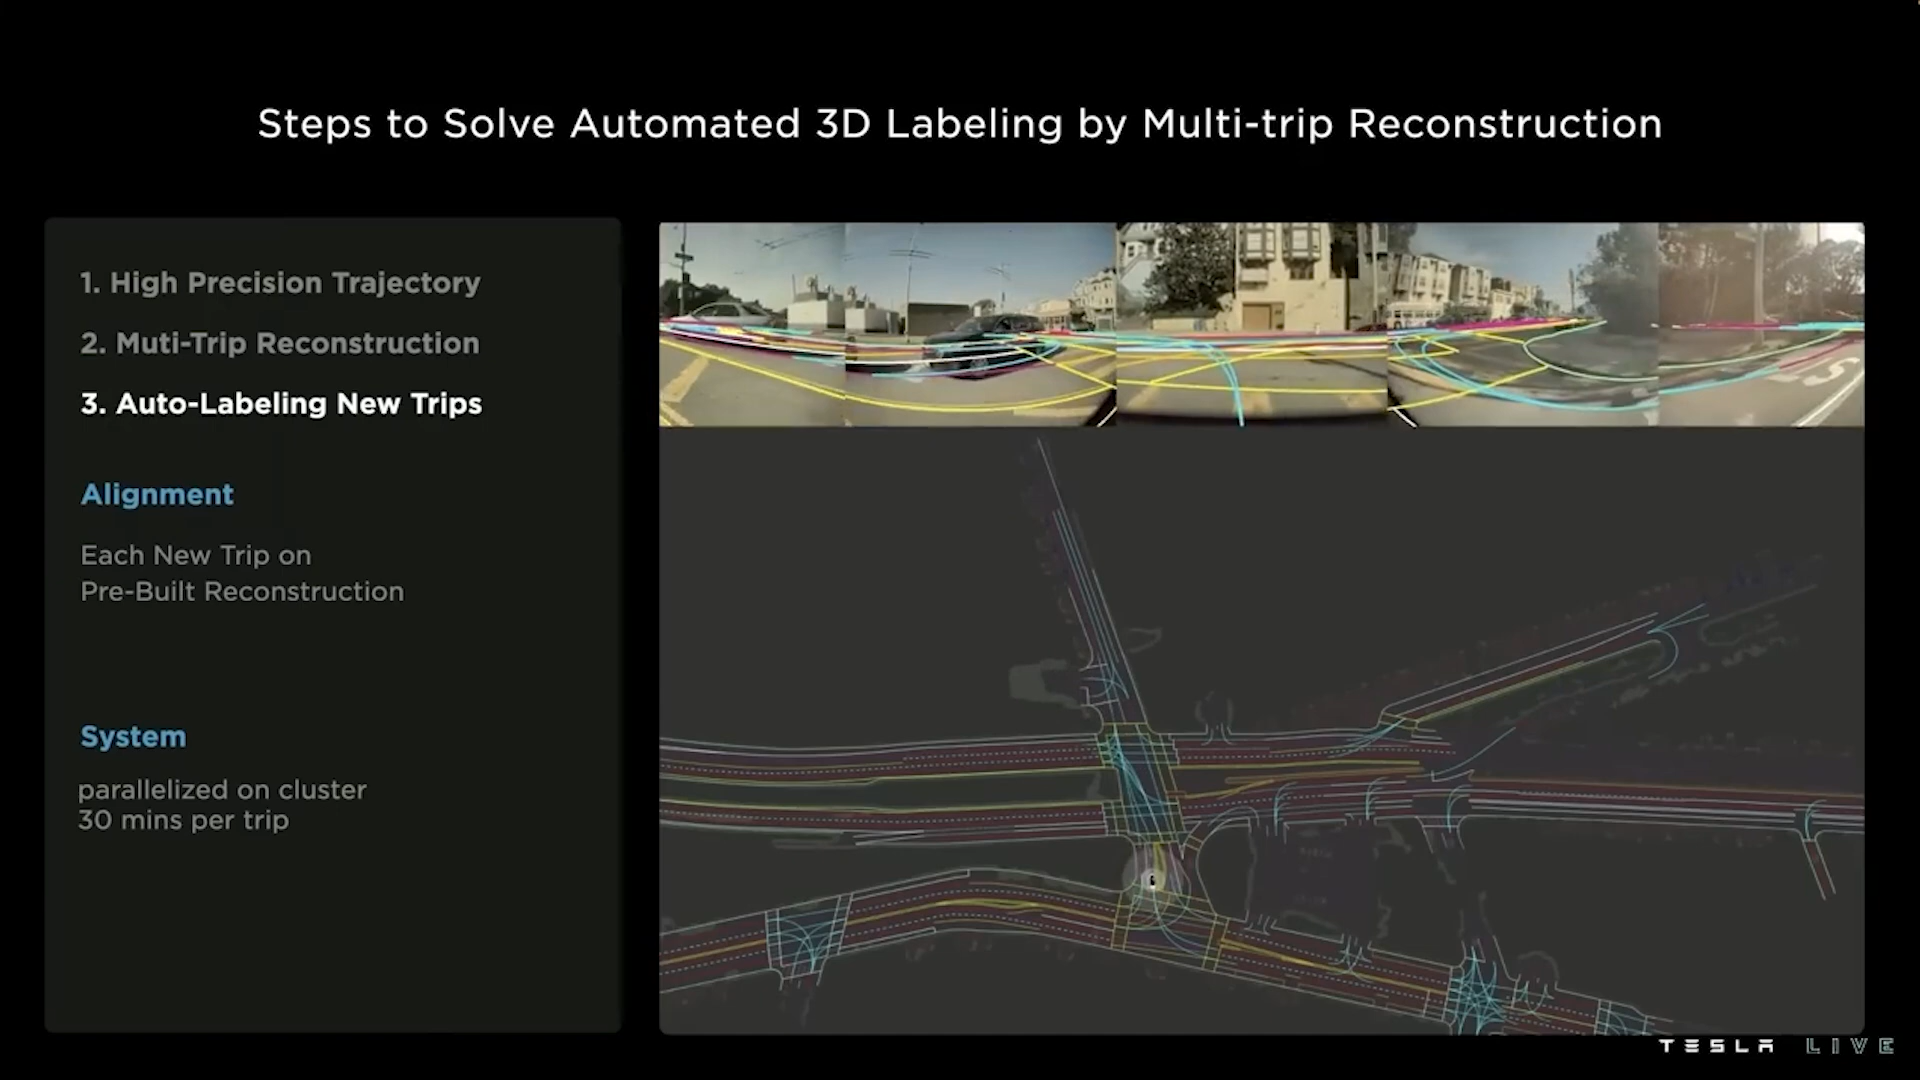 Steps to Solve Automated 3D Labeling by Multi-trip Reconstruction
1. High Precision Trajectory
2. Muti-Trip Reconstruction
3. Auto-Labeling New Trips
Alignment
Each New Trip on
Pre-Built Reconstruction
System
parallelized on cluster
30 mins per trip
TESLA LIVE